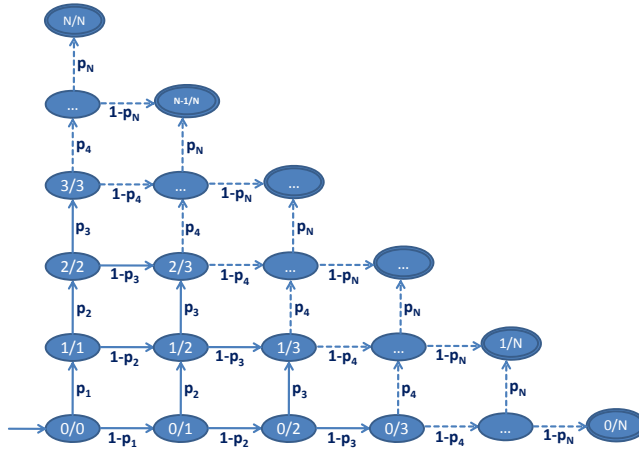 N/N
p_N
... 1-p_N N-1/N
p_4 p_N
3/3 1-p_4 ... 1-p_N ...
p_3 p_4 p_N
2/2 1-p_3 2/3 1-p_4 ... 1-p_N ...
p_2 p_3 p_4 p_N
1/1 1-p_2 1/2 1-p_3 1/3 1-p_4 ... 1-p_N 1/N
p_1 p_2 p_3 p_4 p_N
0/0 1-p_1 0/1 1-p_2 0/2 1-p_3 0/3 1-p_4 ... 1-p_N 0/N